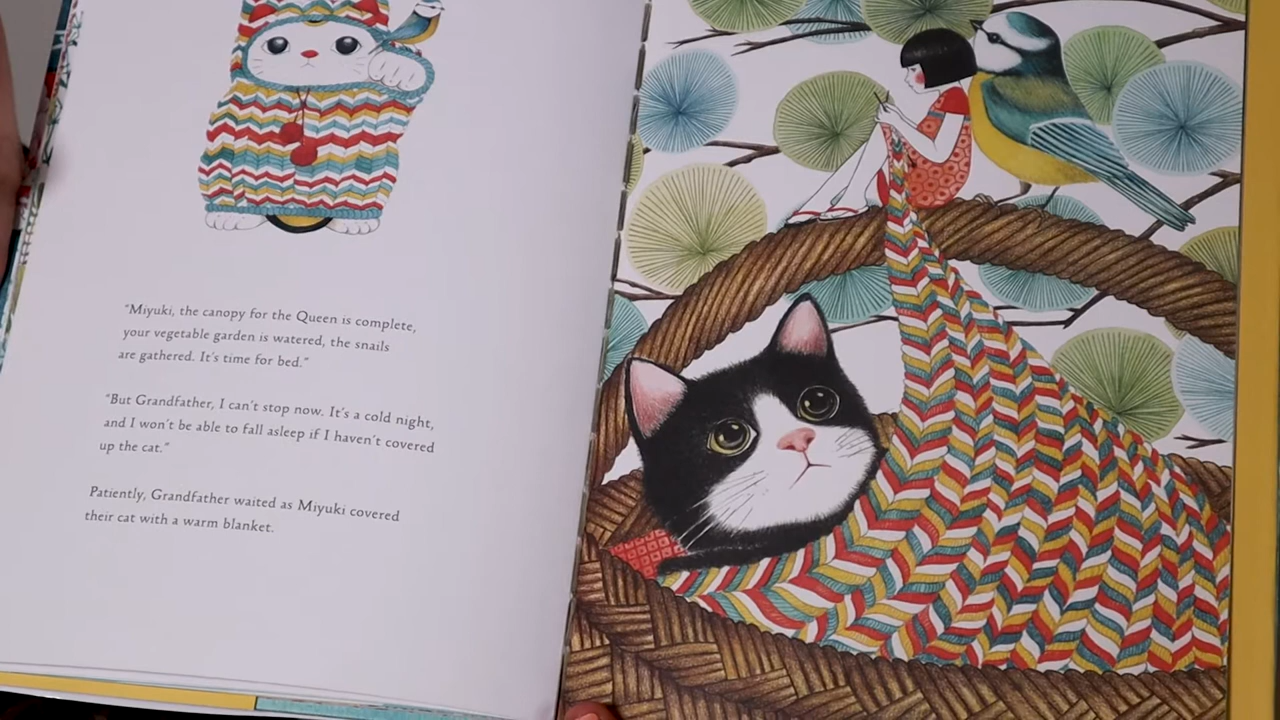 “Miyuki, the canopy for the Queen is complete,
your vegetable garden is watered, the snails
are gathered. It’s time for bed.”
“But Grandfather, I can’t stop now. It’s a cold night,
and I won’t be able to fall asleep if I haven’t covered
up the cat.”
Patiently, Grandfather waited as Miyuki covered
their cat with a warm blanket.